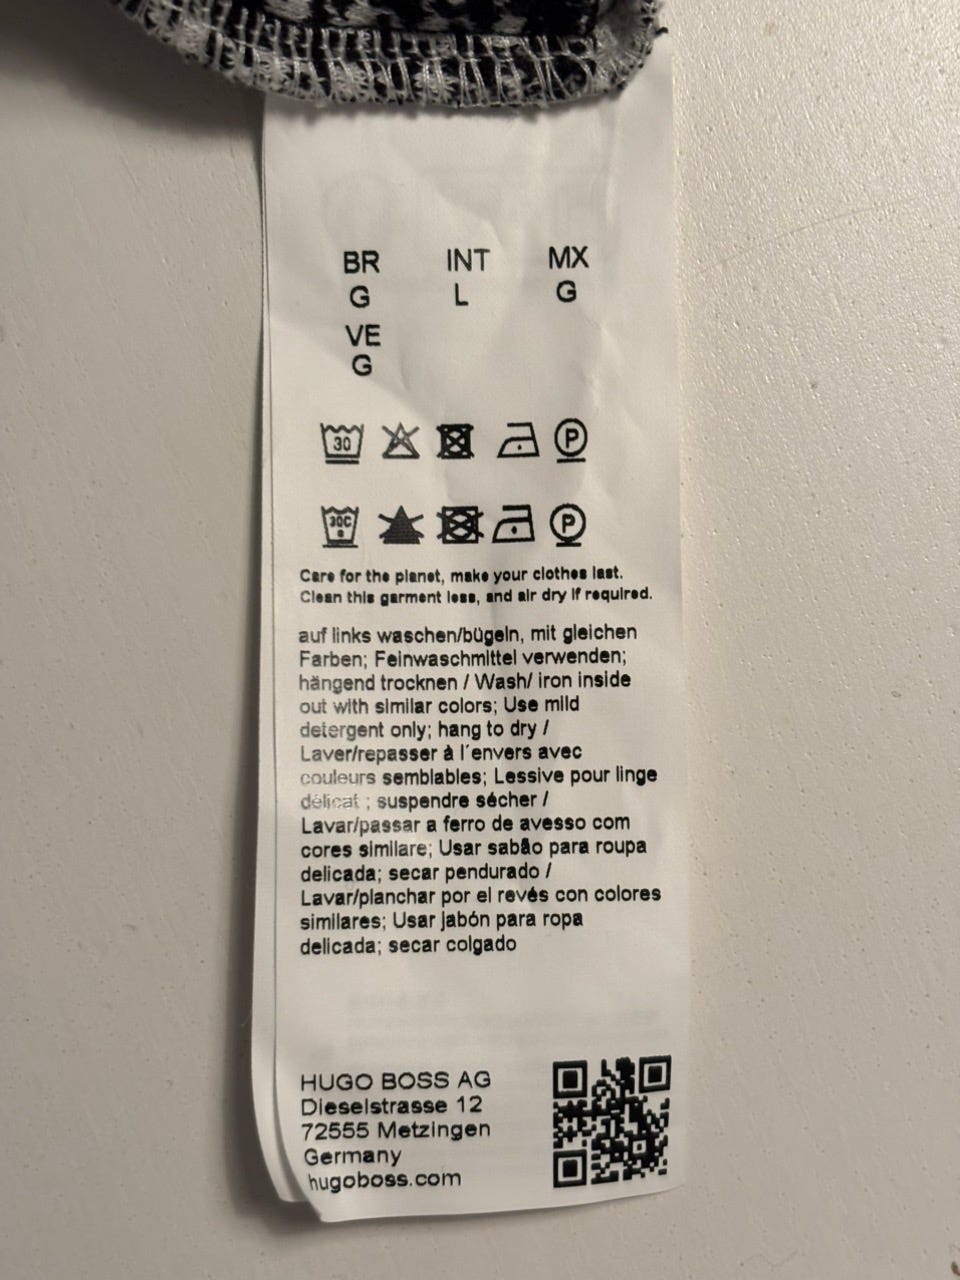 BR INT MX
G L G
VE
G
30 P
30C P
Care for the planet, make your clothes last.
Clean this garment less, and air dry if required.
auf links waschen/bügeln, mit gleichen
Farben; Feinwaschmittel verwenden;
hängend trocknen / Wash/ iron inside
out with similar colors; Use mild
detergent only; hang to dry /
Laver/repasser à l´envers avec
couleurs semblables; Lessive pour linge
délicat ; suspendre sécher /
Lavar/passar a ferro de avesso com
cores similare; Usar sabão para roupa
delicada; secar pendurado /
Lavar/planchar por el revés con colores
similares; Usar jabón para ropa
delicada; secar colgado
HUGO BOSS AG
Dieselstrasse 12
72555 Metzingen
Germany
hugoboss.com